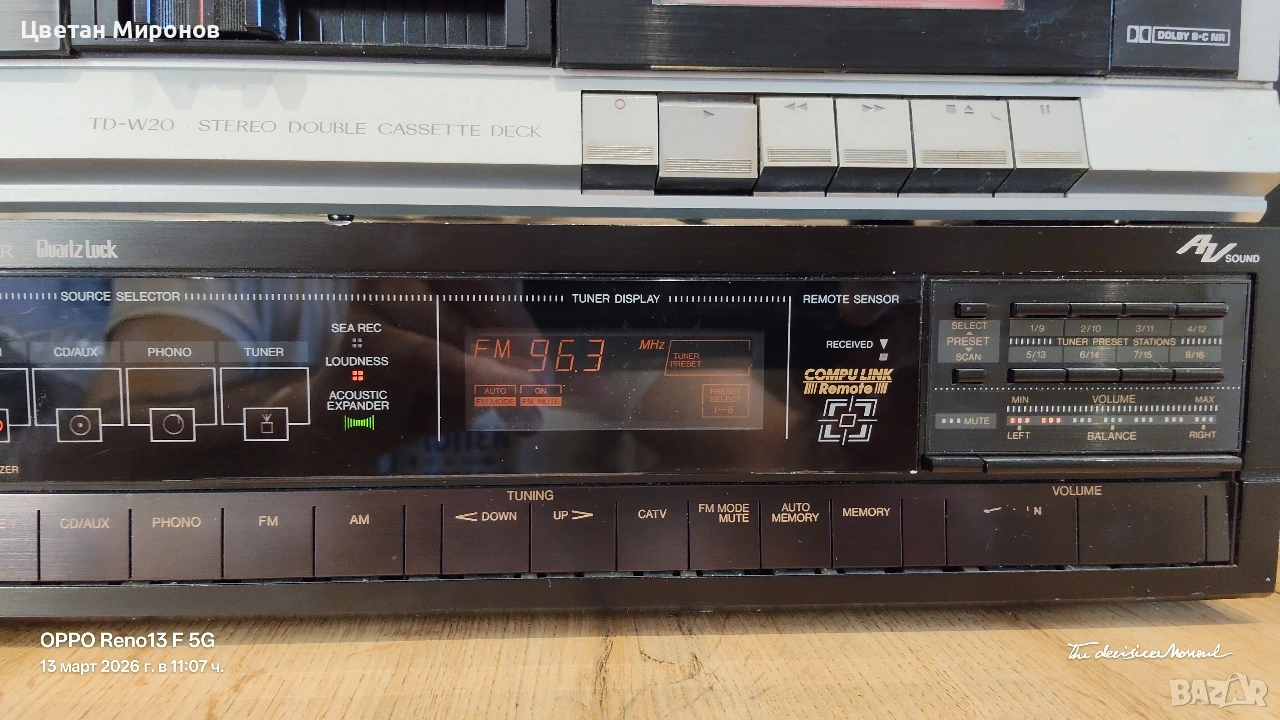 Цветан Миронов
DOLBY B·C NR
TD-W20 STEREO DOUBLE CASSETTE DECK
R Quartz Lock
AV SOUND
SOURCE SELECTOR
TUNER DISPLAY
REMOTE SENSOR
SEA REC
CD/AUX PHONO TUNER
LOUDNESS
ACOUSTIC
EXPANDER
FM 96.3 MHz
TUNER
PRESET
AUTO ON
FM MODE FM MUTE
PRESET
SELECT
1—8
RECEIVED
COMPU LINK
Remote
SELECT
PRESET
SCAN
1/9 2/10 3/11 4/12
TUNER PRESET STATIONS
5/13 6/14 7/15 8/16
MIN VOLUME MAX
MUTE
LEFT BALANCE RIGHT
ZER
TUNING
VOLUME
CD/AUX PHONO FM AM
DOWN UP CATV
FM MODE
MUTE
AUTO
MEMORY
MEMORY
OPPO Reno13 F 5G
13 март 2026 г. в 11:07 ч.
The decisive Moment
BAZAR